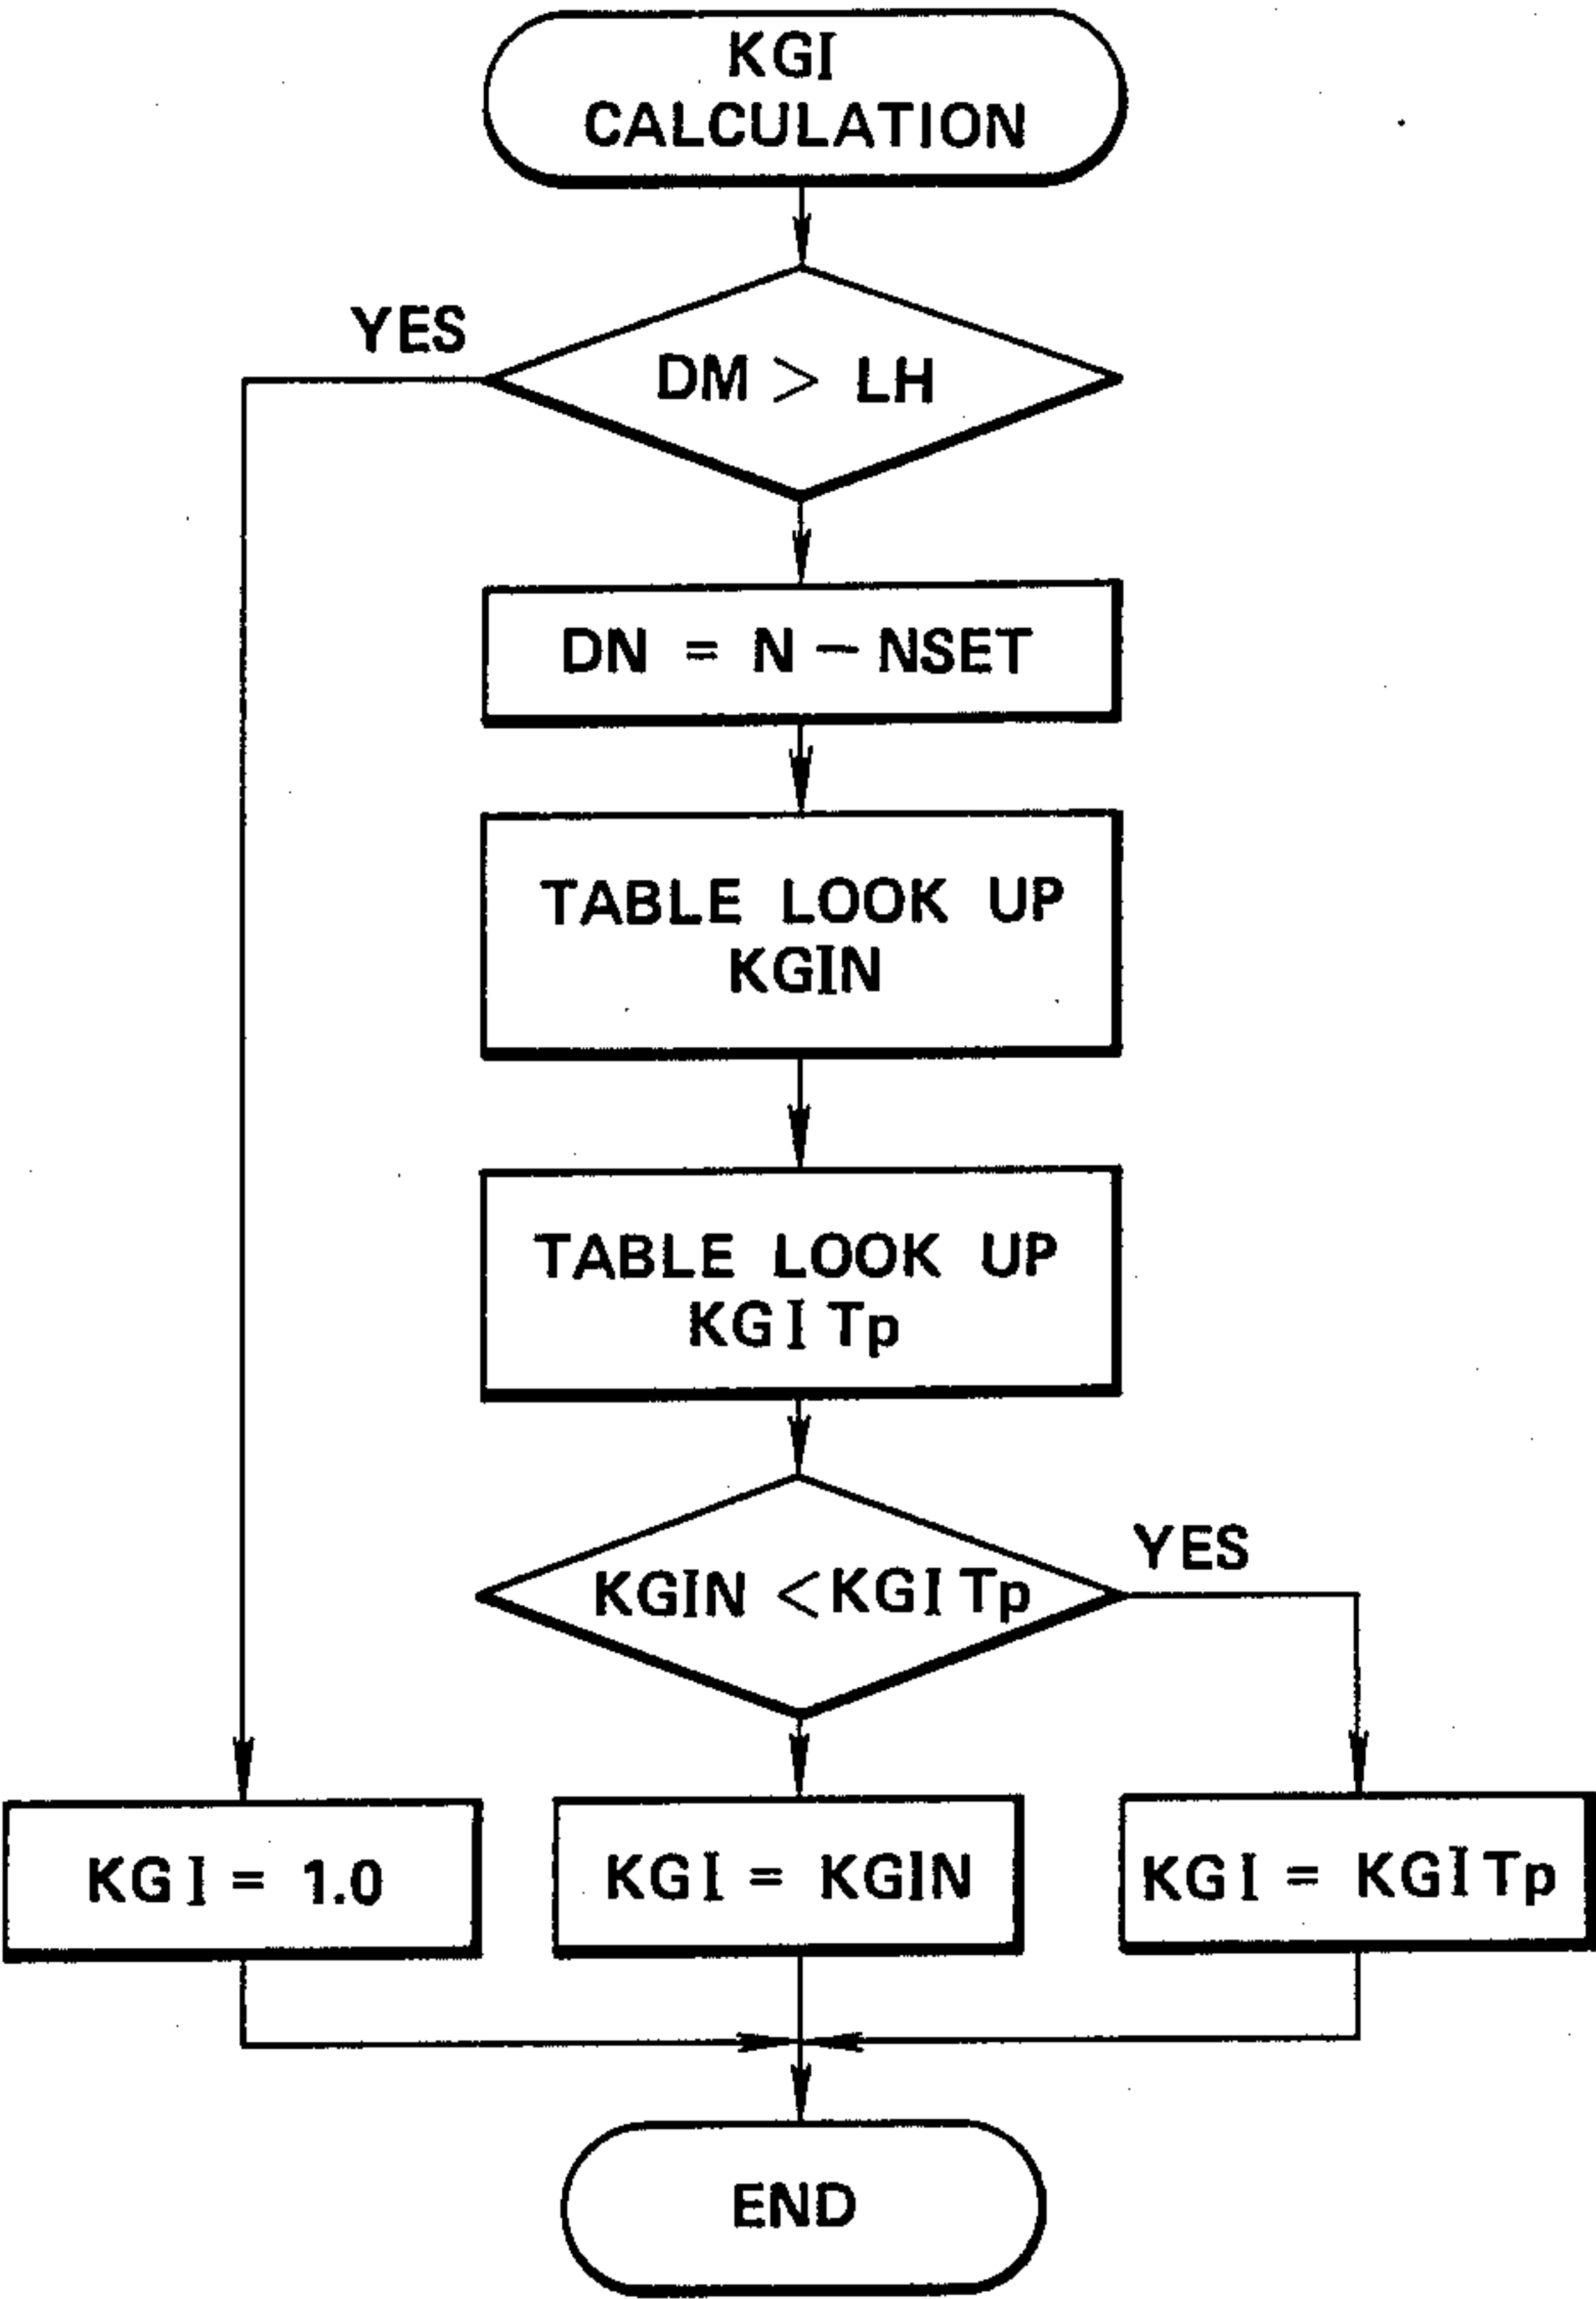 KGI
CALCULATION
YES
DM > LH
DN = N - NSET
TABLE LOOK UP
KGIN
TABLE LOOK UP
KGI Tp
YES
KGIN < KGI Tp
KGI = 1.0
KGI = KGIN
KGI = KGI Tp
END